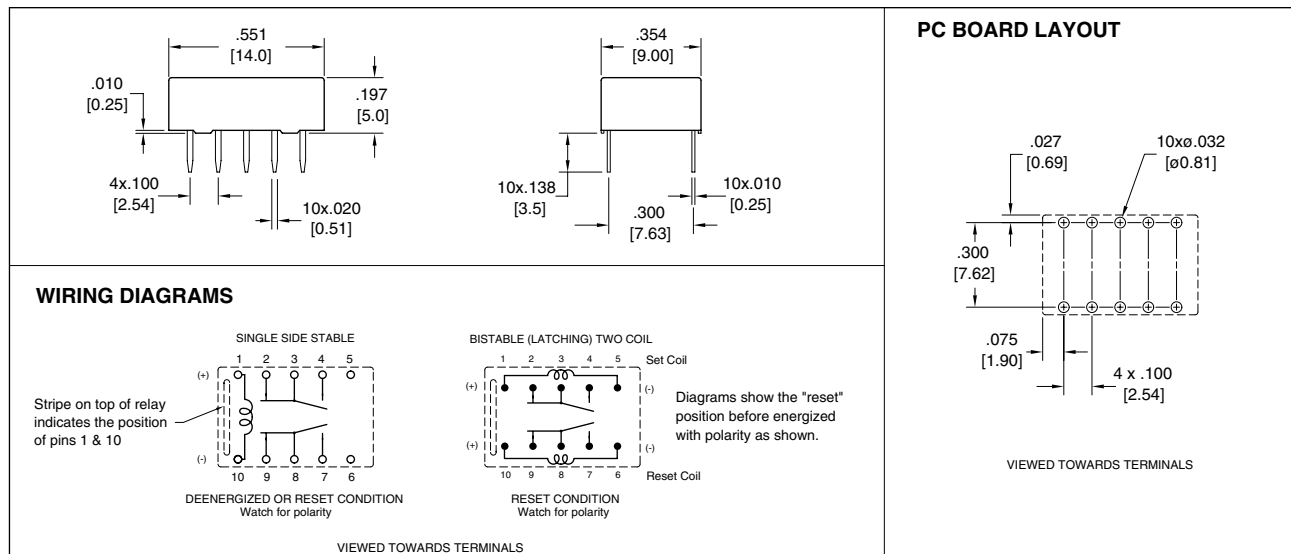 .551
[14.0]
.010
[0.25]
.197
[5.0]
4x.100
[2.54]
10x.020
[0.51]
.354
[9.00]
10x.138
[3.5]
.300
[7.63]
10x.010
[0.25]
PC BOARD LAYOUT
.027
[0.69]
10xø.032
[ø0.81]
.300
[7.62]
.075
[1.90]
4 x .100
[2.54]
VIEWED TOWARDS TERMINALS
WIRING DIAGRAMS
SINGLE SIDE STABLE
1 2 3 4 5
(+)
Stripe on top of relay
indicates the position
of pins 1 & 10
(-)
10 9 8 7 6
DEENERGIZED OR RESET CONDITION
Watch for polarity
BISTABLE (LATCHING) TWO COIL
1 2 3 4 5 Set Coil
(+) (-)
Diagrams show the "reset"
position before energized
with polarity as shown.
(+) (-)
10 9 8 7 6 Reset Coil
RESET CONDITION
Watch for polarity
VIEWED TOWARDS TERMINALS